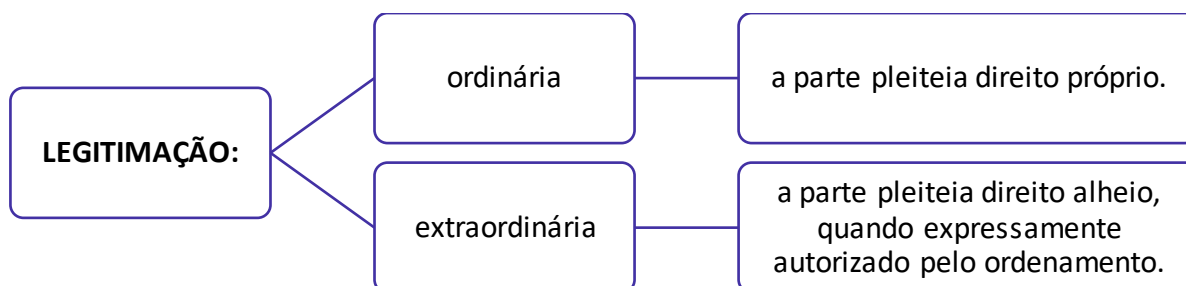 LEGITIMAÇÃO:
ordinária
a parte pleiteia direito próprio.
extraordinária
a parte pleiteia direito alheio,
quando expressamente
autorizado pelo ordenamento.